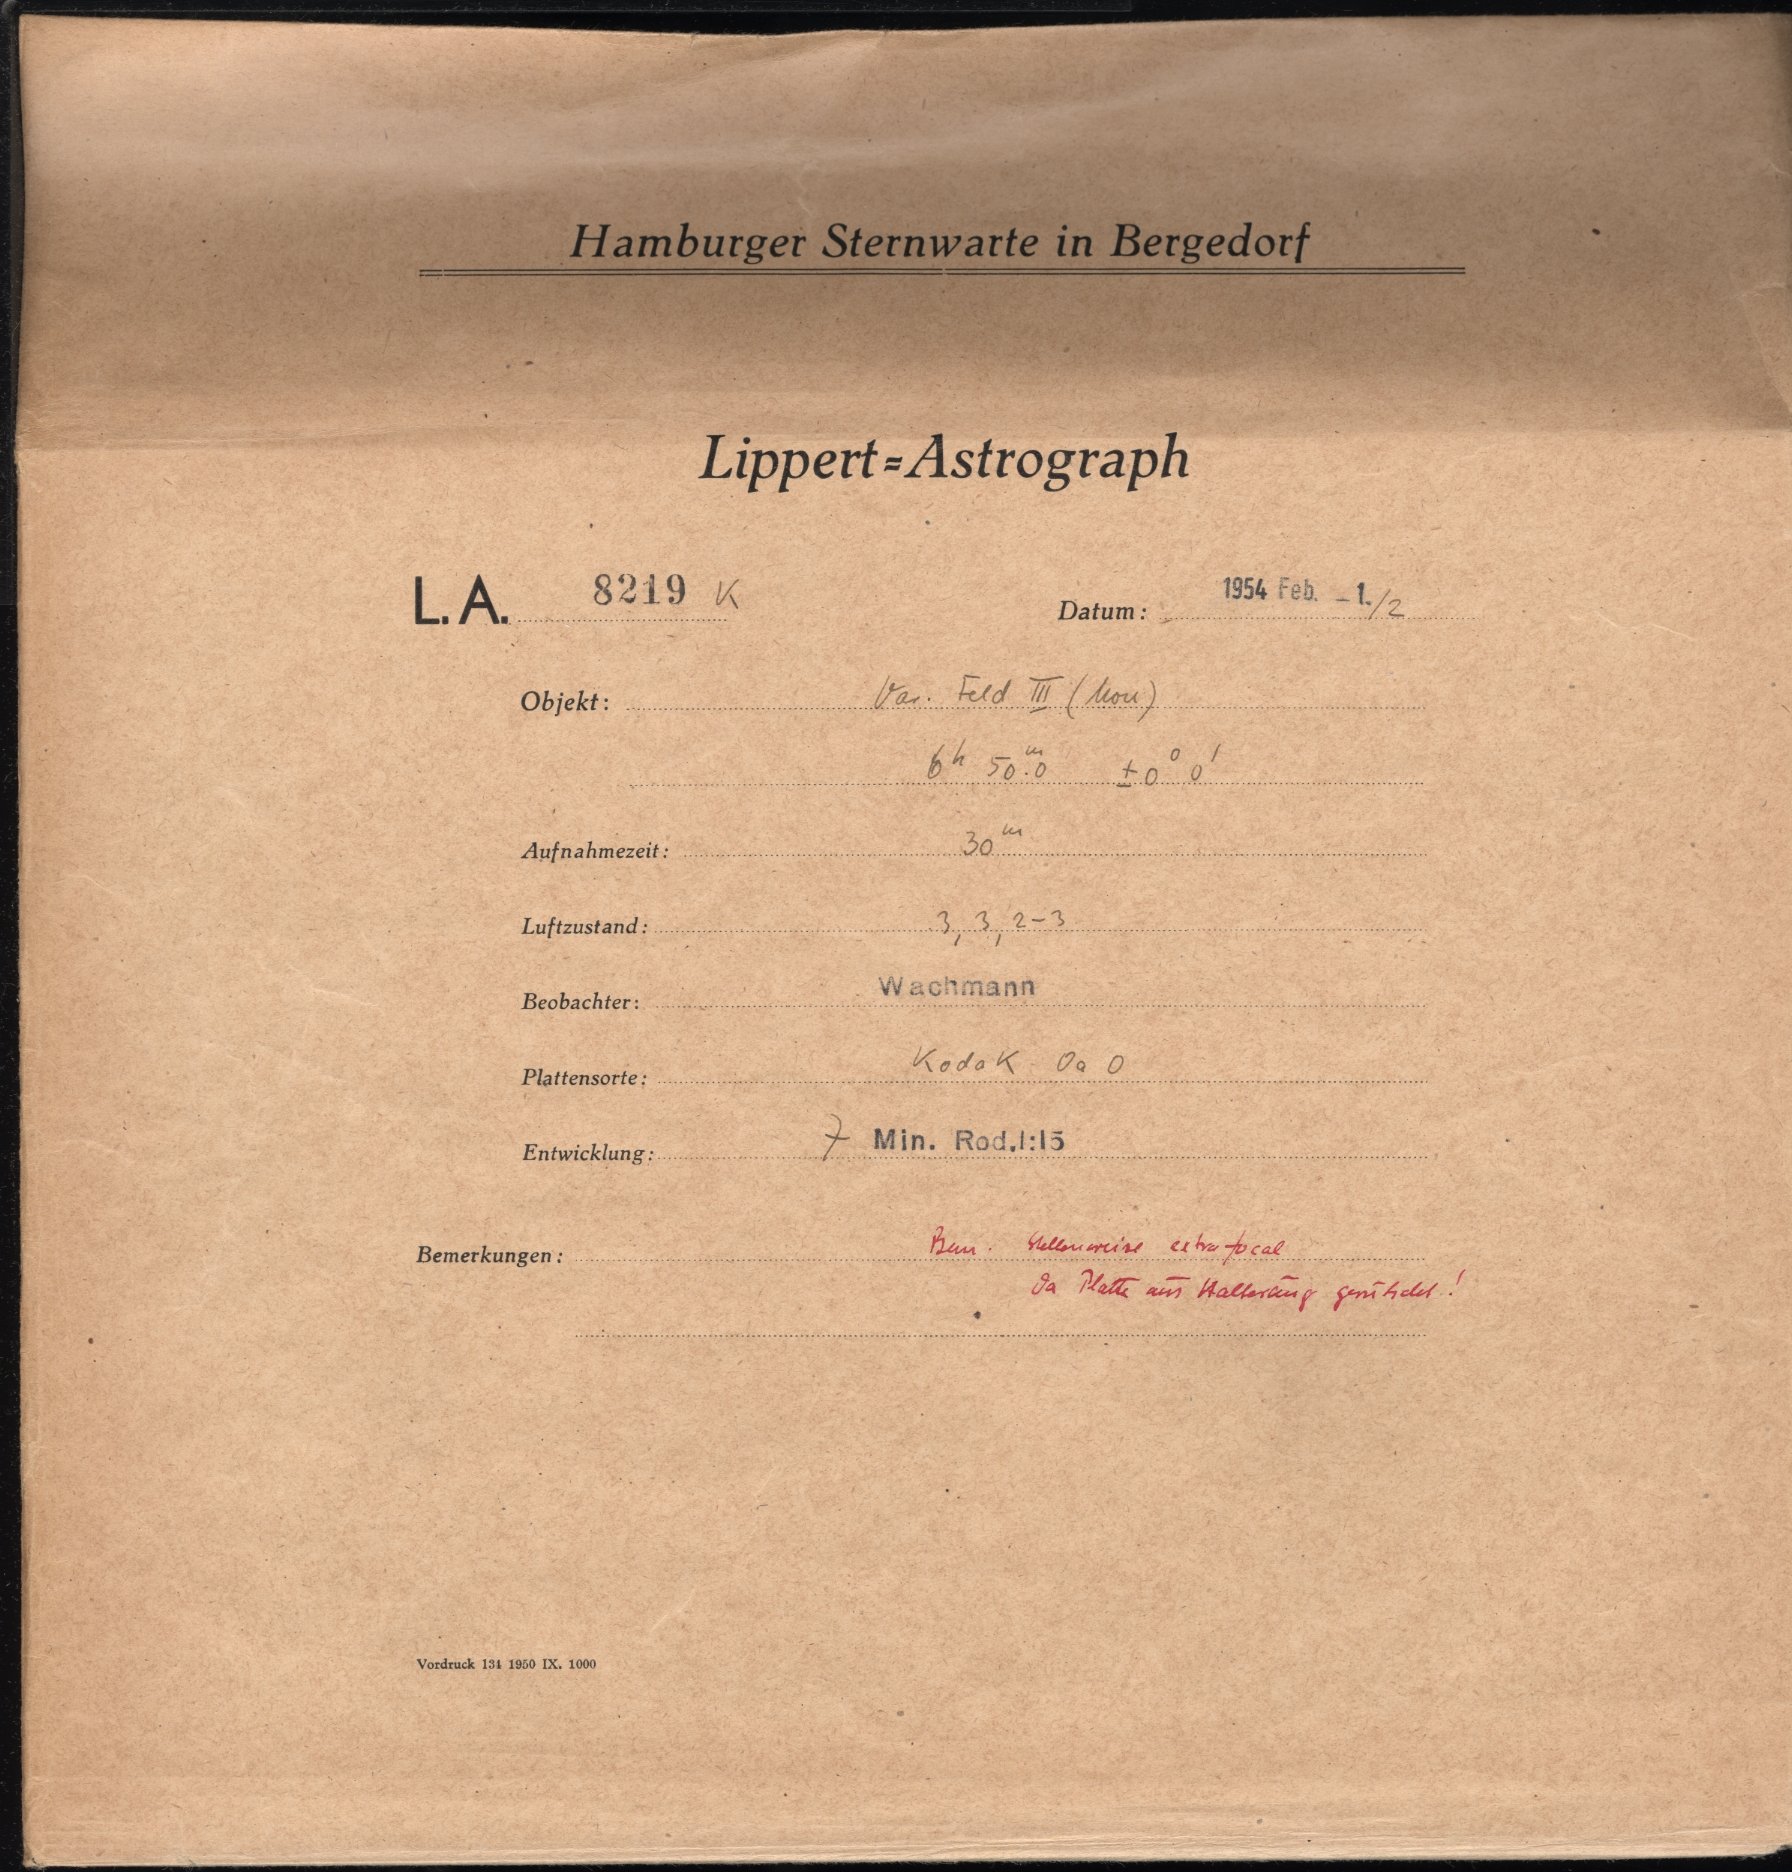 Hamburger Sternwarte in Bergedorf
Lippert=Astrograph
L. A. 8219 K Datum: 1954 Feb. -1./2
Objekt: Var. Feld III (Mon)
6h 50m.0 ±0° 0'
Aufnahmezeit: 30m
Luftzustand: 3, 3, 2-3
Beobachter: Wachmann
Plattensorte: Kodak Oa O
Entwicklung: 7 Min. Rod. 1:15
Bemerkungen: Bem. stellenweise extrafocal
da Platte aus Halterung gerutscht!
Vordruck 134 1950 IX. 1000